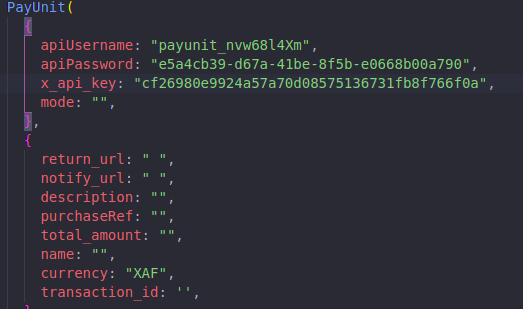 PayUnit(
{
apiUsername: "payunit_nvw68l4Xm",
apiPassword: "e5a4cb39-d67a-41be-8f5b-e0668b00a790",
x_api_key: "cf26980e9924a57a70d08575136731fb8f766f0a",
mode: "",
},
{
return_url: " ",
notify_url: " ",
description: "",
purchaseRef: "",
total_amount: "",
name: "",
currency: "XAF",
transaction_id: '',
}